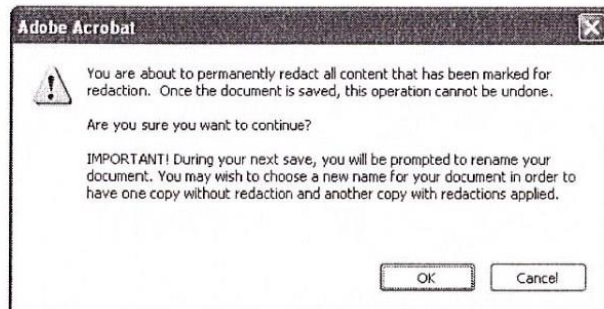 Adobe Acrobat
You are about to permanently redact all content that has been marked for
redaction. Once the document is saved, this operation cannot be undone.
Are you sure you want to continue?
IMPORTANT! During your next save, you will be prompted to rename your
document. You may wish to choose a new name for your document in order to
have one copy without redaction and another copy with redactions applied.
OK
Cancel